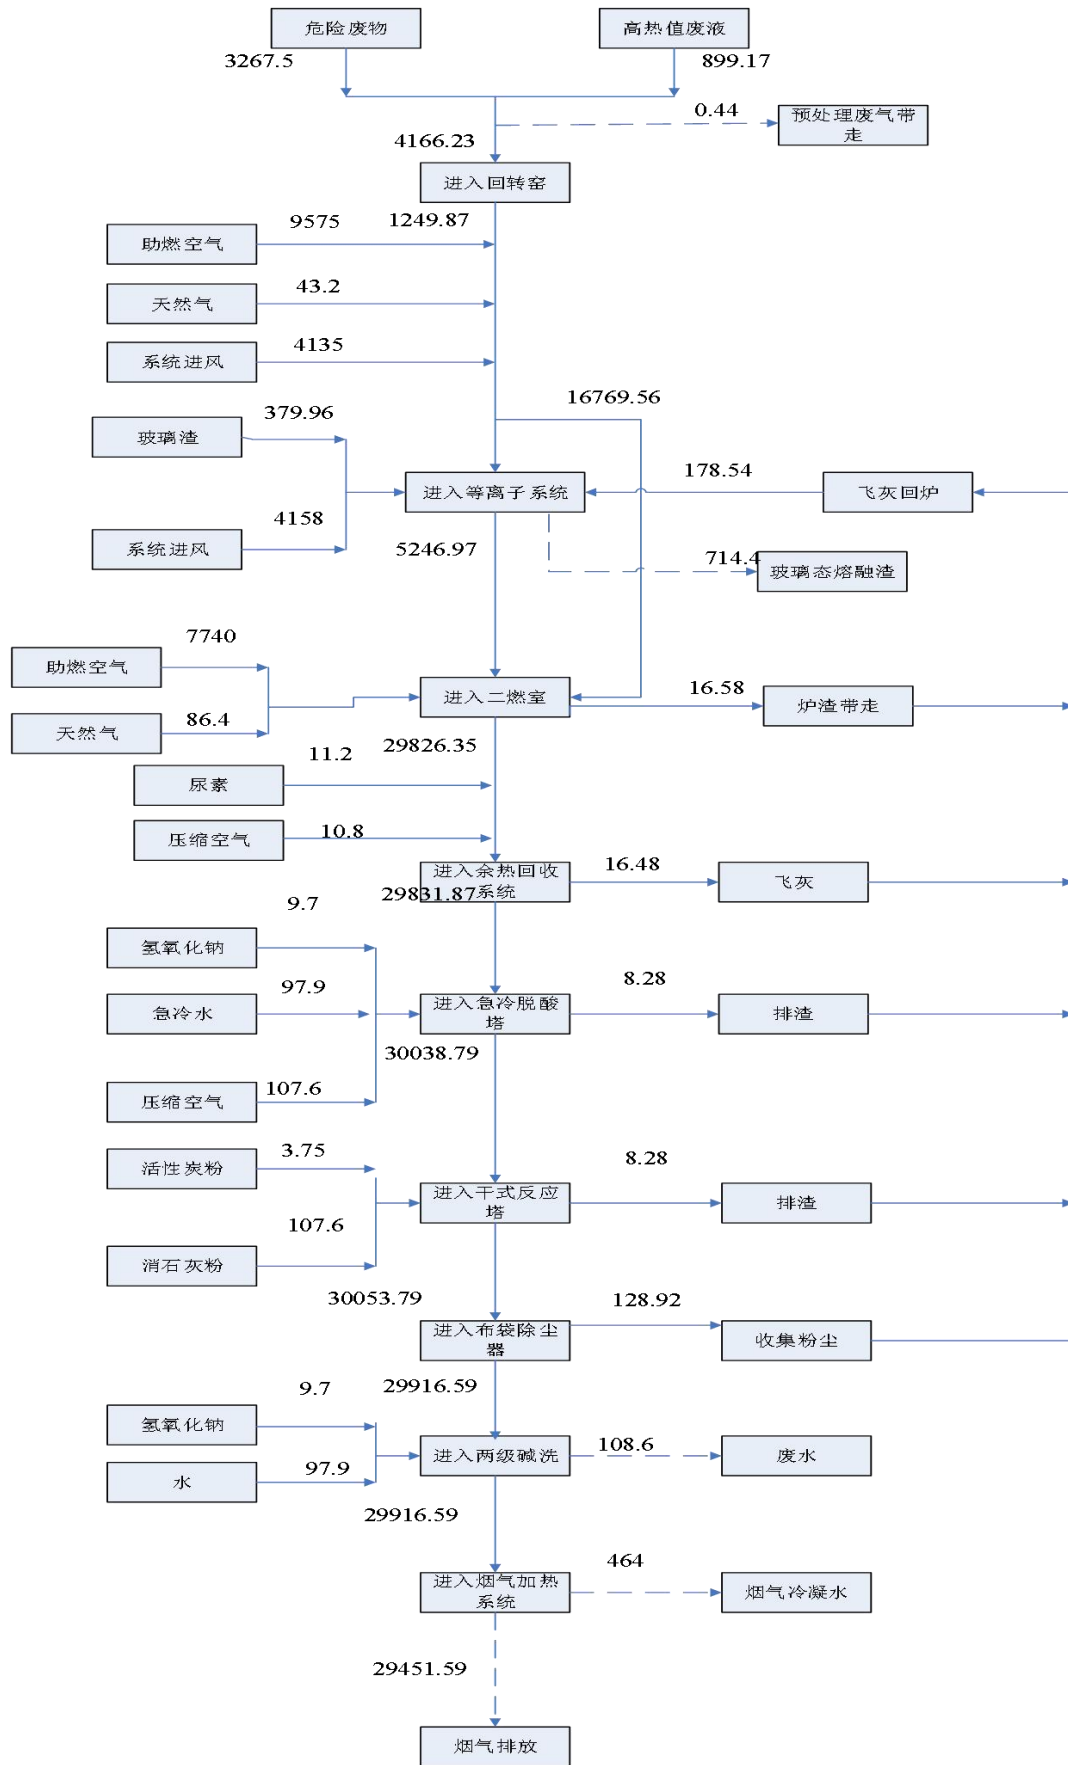 危险废物
高热值废液
3267.5
899.17
0.44
预处理废气带
走
4166.23
进入回转窑
9575
1249.87
助燃空气
43.2
天然气
4135
系统进风
16769.56
379.96
玻璃渣
178.54
进入等离子系统
飞灰回炉
4158
系统进风
5246.97
714.4
玻璃态熔融渣
7740
助燃空气
16.58
进入二燃室
炉渣带走
86.4
天然气
29826.35
11.2
尿素
10.8
压缩空气
16.48
进入余热回收
系统
飞灰
29831.87
9.7
氢氧化钠
97.9
8.28
急冷水
进入急冷脱酸
塔
排渣
30038.79
107.6
压缩空气
3.75
8.28
活性炭粉
进入干式反应
塔
排渣
107.6
消石灰粉
30053.79
128.92
进入布袋除尘
器
收集粉尘
29916.59
9.7
氢氧化钠
108.6
进入两级碱洗
废水
97.9
水
29916.59
464
进入烟气加热
系统
烟气冷凝水
29451.59
烟气排放